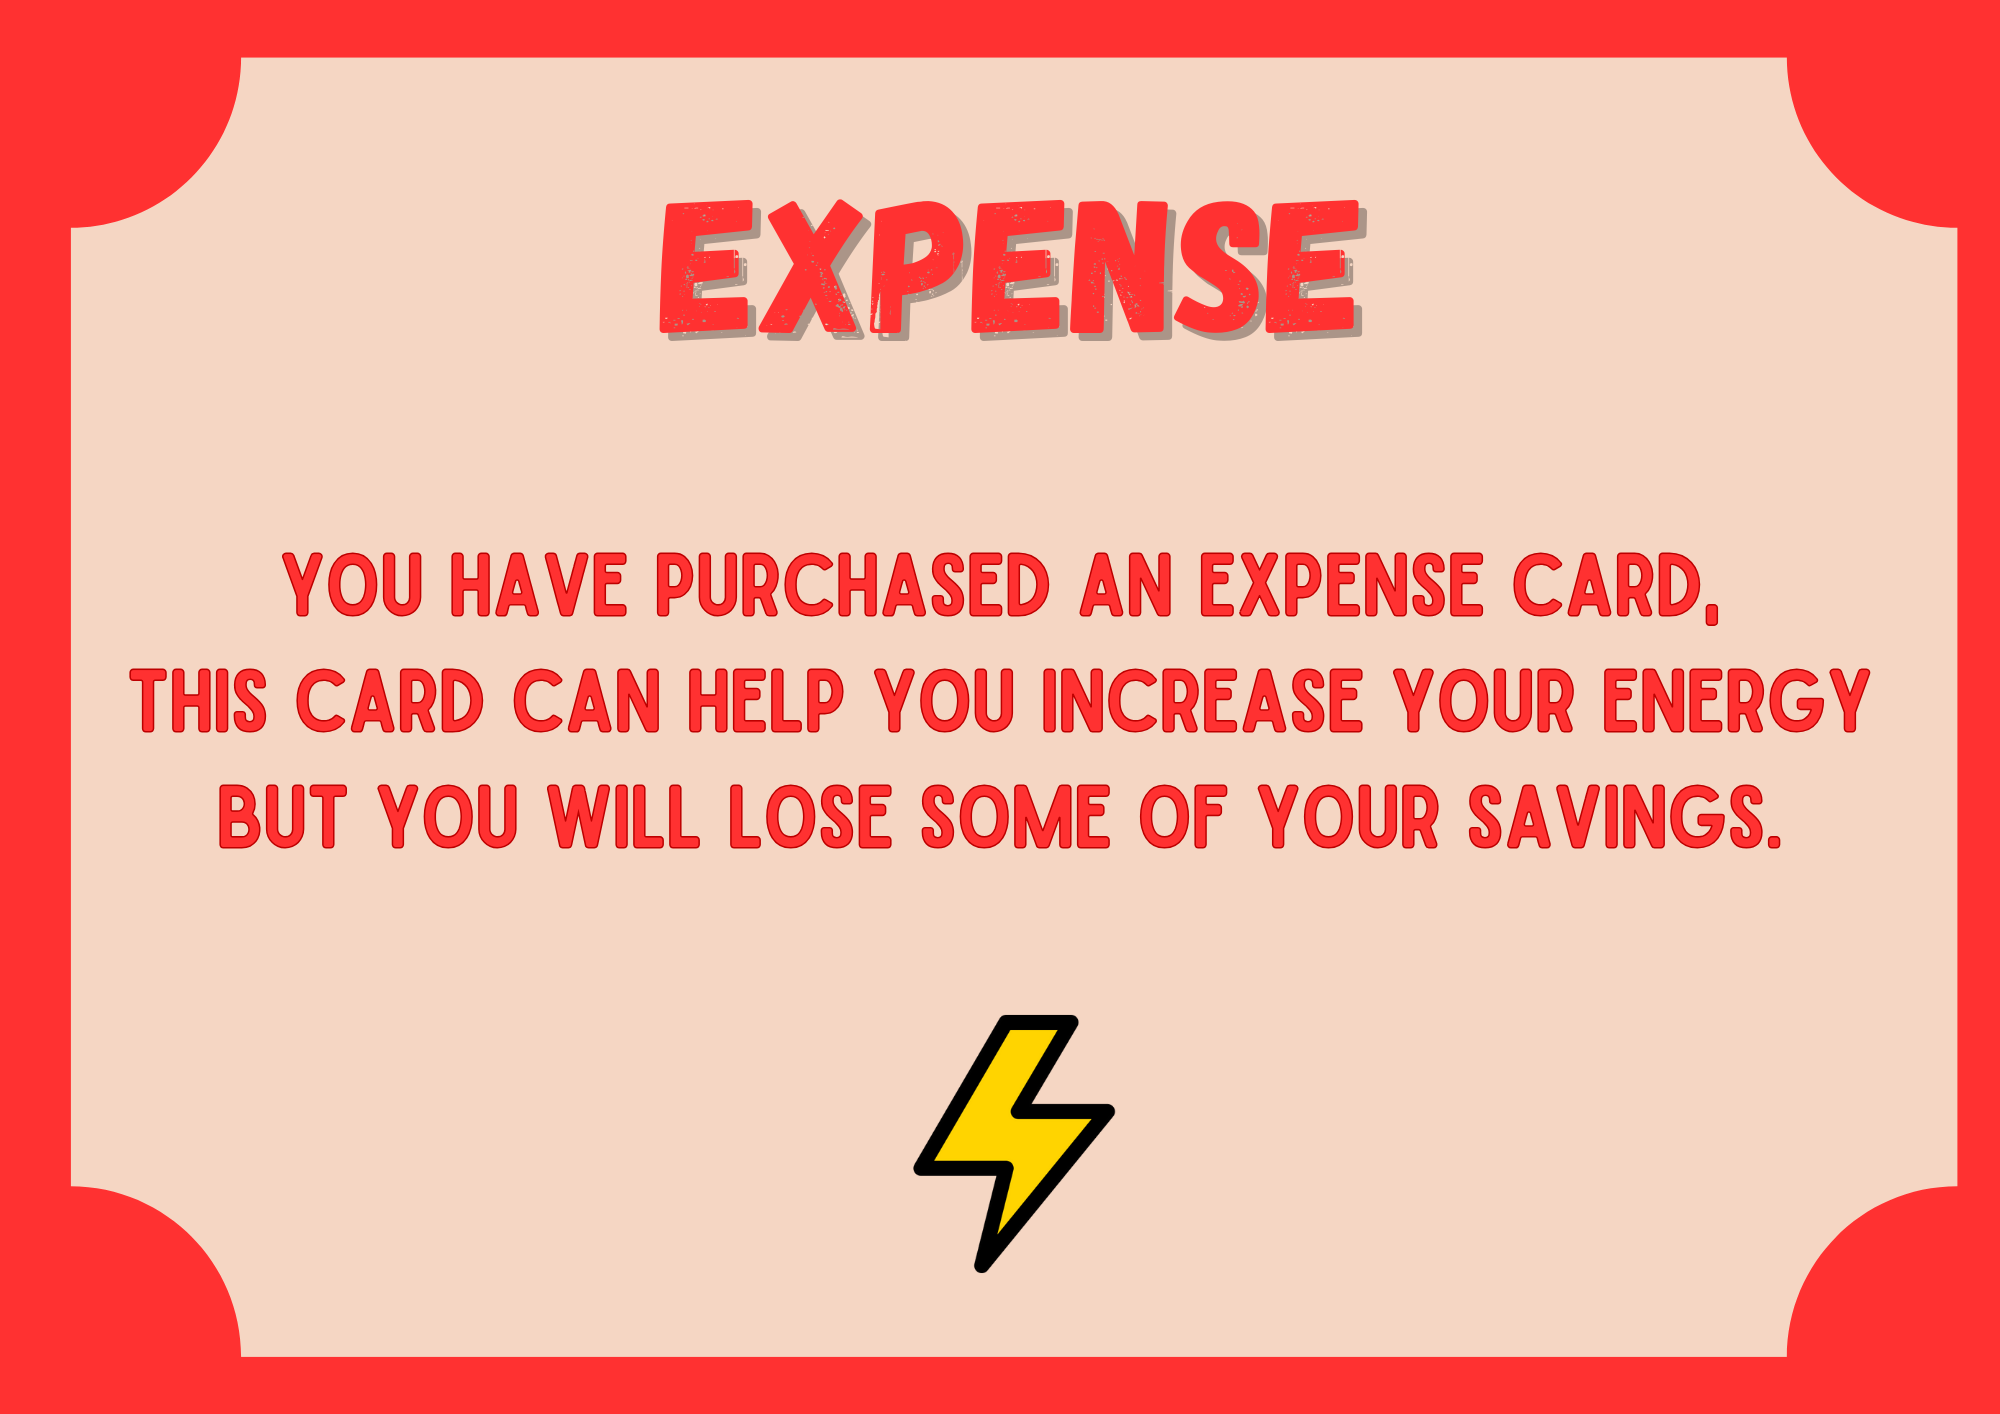 EXPENSE
YOU HAVE PURCHASED AN EXPENSE CARD,
THIS CARD CAN HELP YOU INCREASE YOUR ENERGY
BUT YOU WILL LOSE SOME OF YOUR SAVINGS.